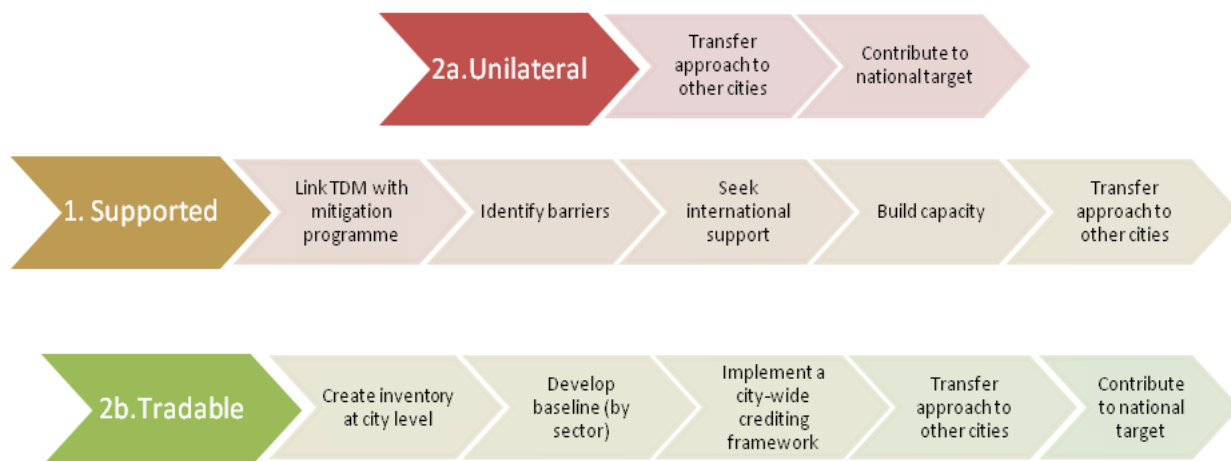 2a.Unilateral
Transfer
approach to
other cities
Contribute to
national target
1. Supported
Link TDM with
mitigation
programme
Identify barriers
Seek
international
support
Build capacity
Transfer
approach to
other cities
2b.Tradable
Create inventory
at city level
Develop
baseline (by
sector)
Implement a
city-wide
crediting
framework
Transfer
approach to
other cities
Contribute
to national
target